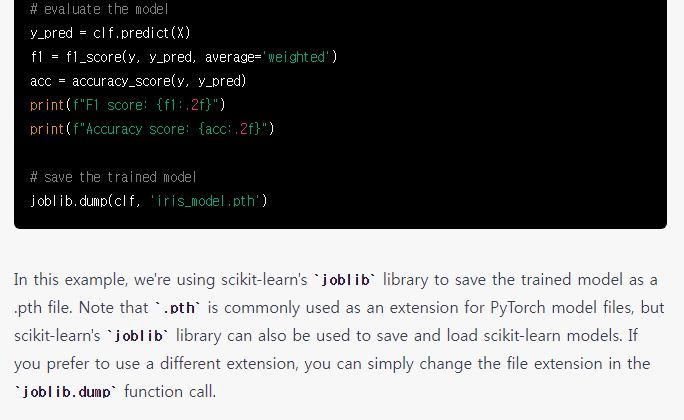 # evaluate the model
y_pred = clf.predict(X)
f1 = f1_score(y, y_pred, average='weighted')
acc = accuracy_score(y, y_pred)
print(f"F1 score: {f1:.2f}")
print(f"Accuracy score: {acc:.2f}")
# save the trained model
joblib.dump(clf, 'iris_model.pth')
In this example, we're using scikit-learn's `joblib` library to save the trained model as a
.pth file. Note that `.pth` is commonly used as an extension for PyTorch model files, but
scikit-learn's `joblib` library can also be used to save and load scikit-learn models. If
you prefer to use a different extension, you can simply change the file extension in the
`joblib.dump` function call.